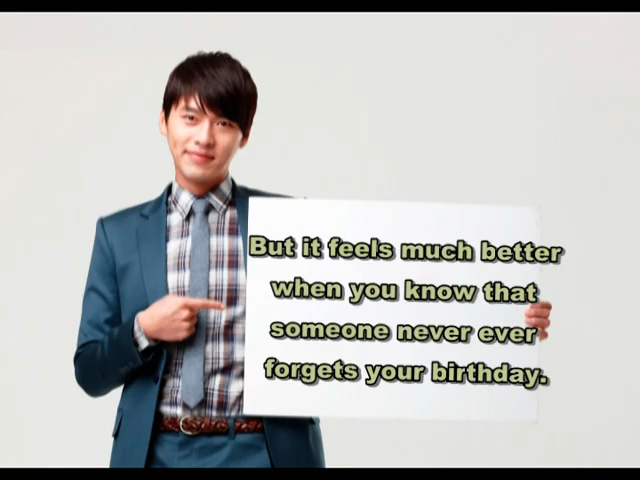 But it feels much better
when you know that
someone never ever
forgets your birthday.